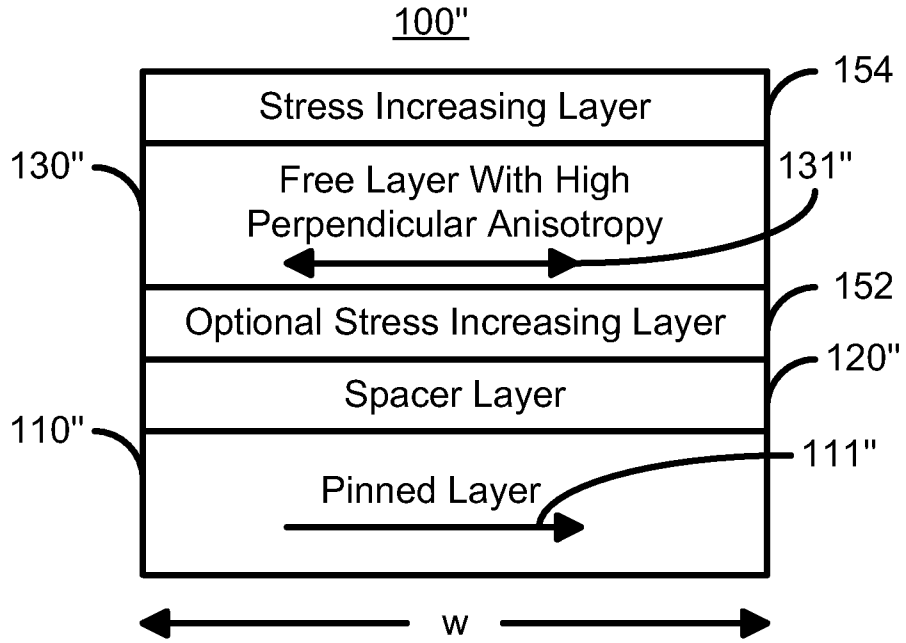 100"
Stress Increasing Layer
154
130"
Free Layer With High
Perpendicular Anisotropy
131"
Optional Stress Increasing Layer
152
Spacer Layer
120"
110"
Pinned Layer
111"
w